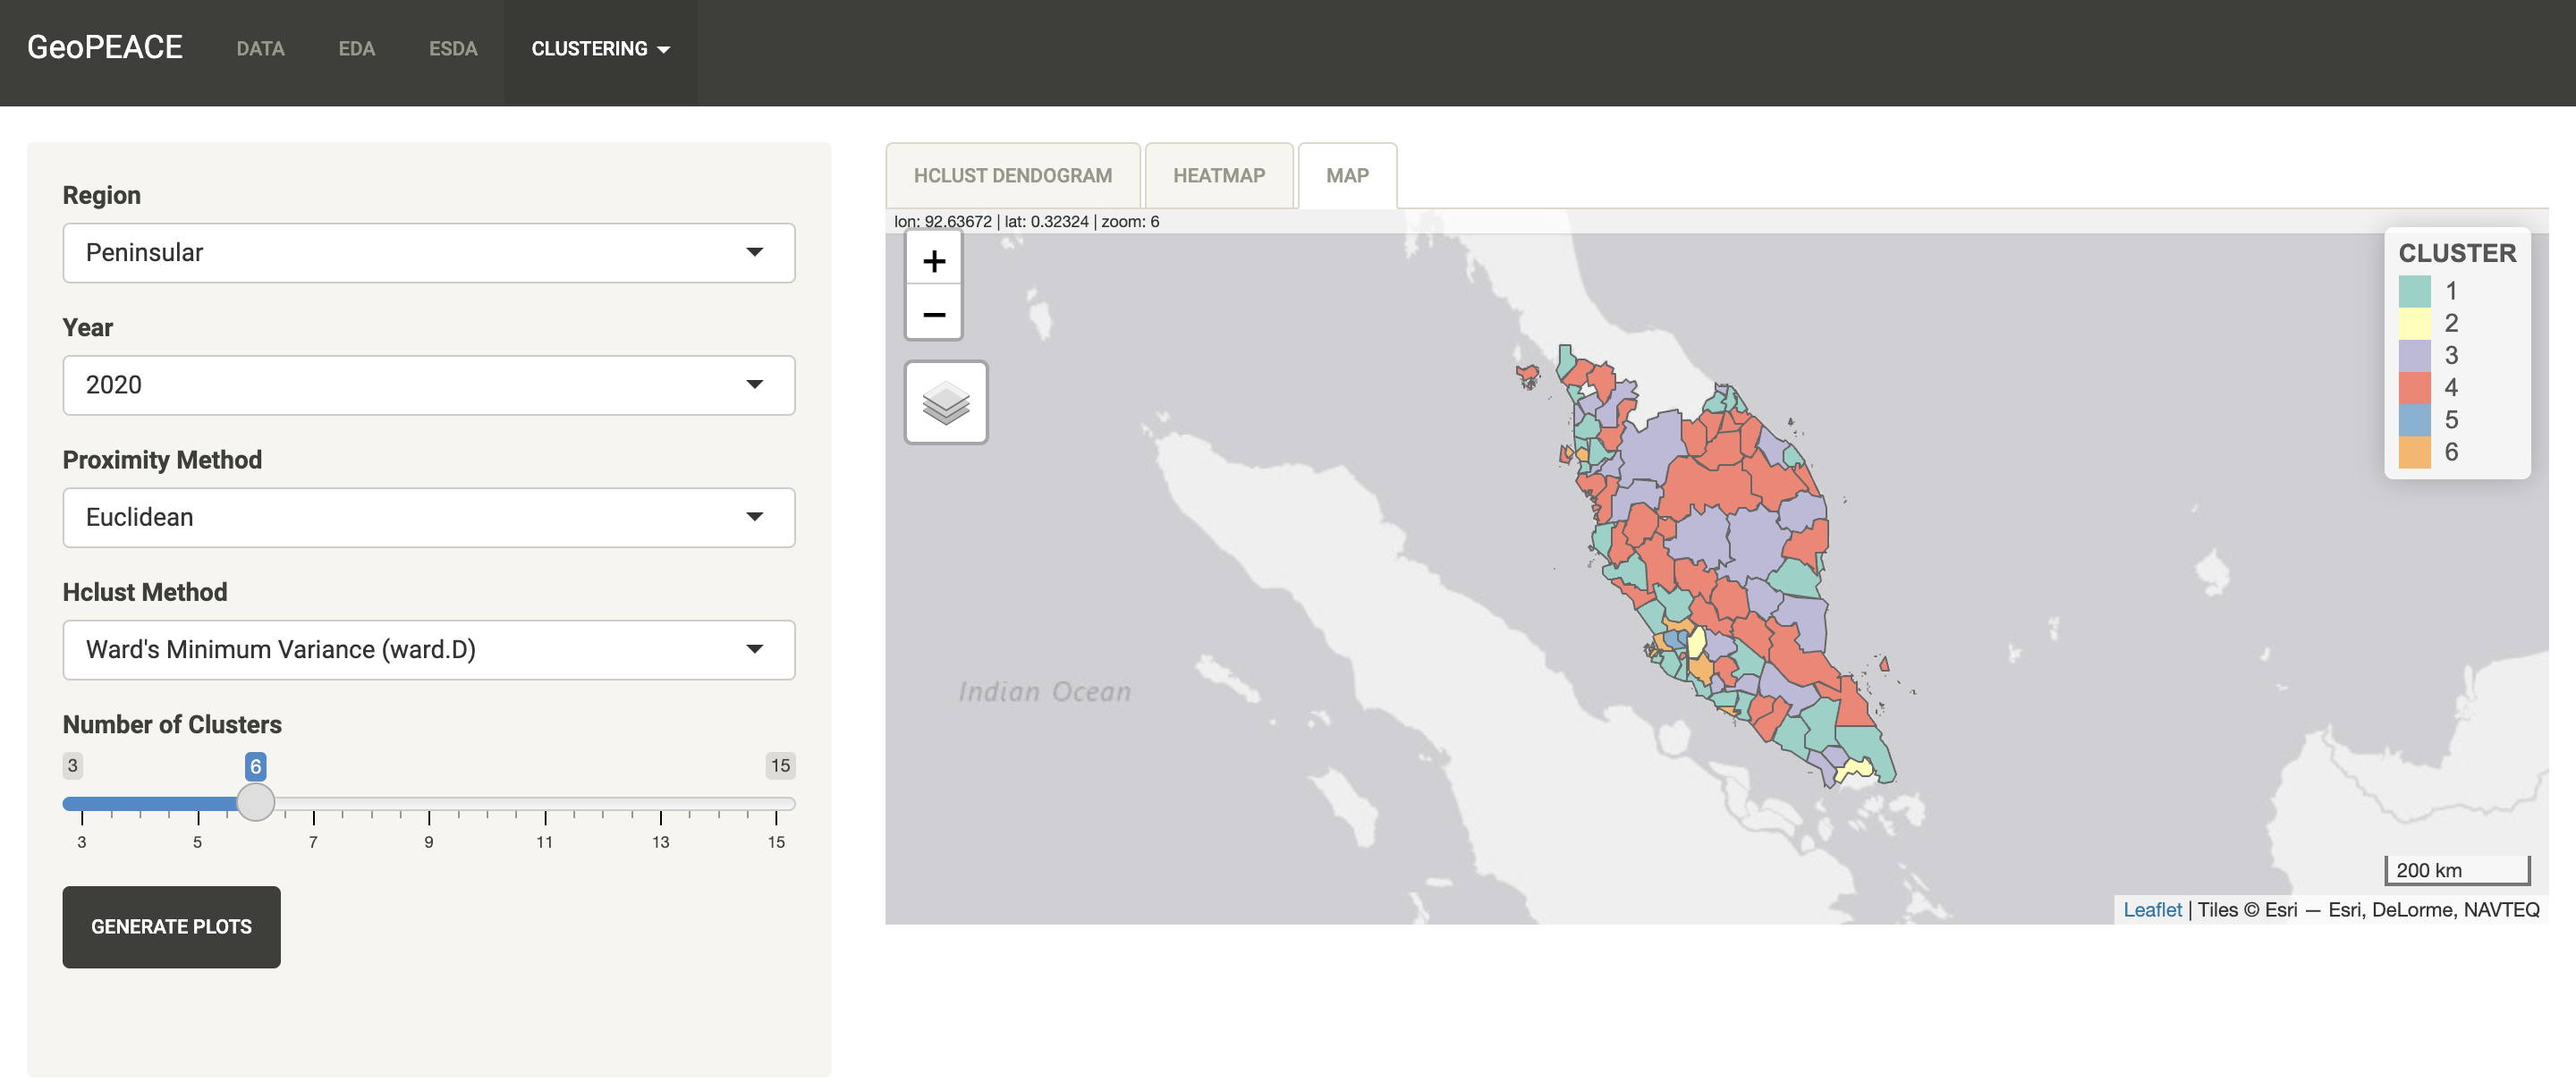 GeoPEACE DATA EDA ESDA CLUSTERING
Region
Peninsular
Year
2020
Proximity Method
Euclidean
Hclust Method
Ward's Minimum Variance (ward.D)
Number of Clusters
3 6 15
3 5 7 9 11 13 15
GENERATE PLOTS
HCLUST DENDOGRAM HEATMAP MAP
lon: 92.63672 | lat: 0.32324 | zoom: 6
+
−
CLUSTER
1
2
3
4
5
6
Indian Ocean
200 km
Leaflet | Tiles © Esri — Esri, DeLorme, NAVTEQ